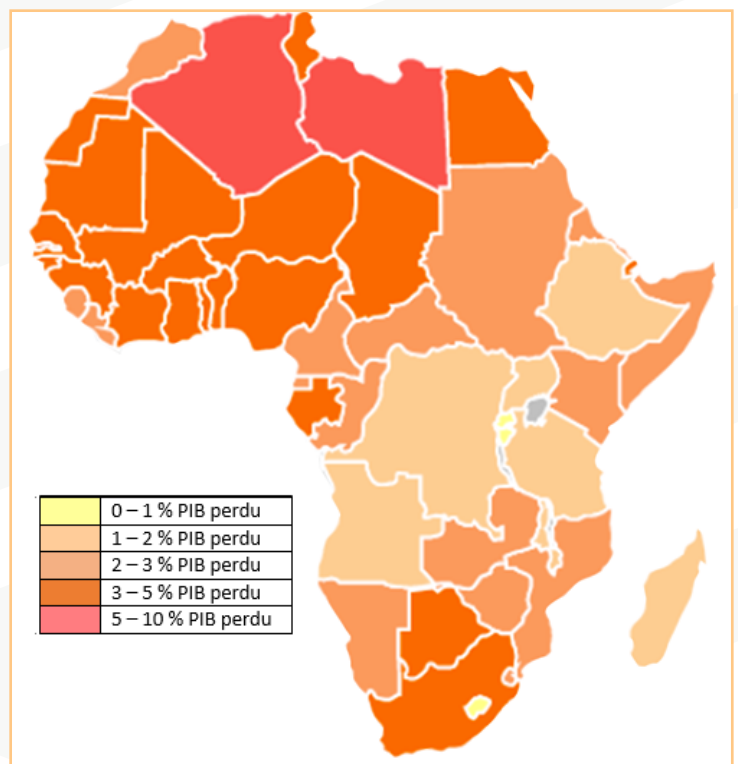 0 – 1 % PIB perdu
1 – 2 % PIB perdu
2 – 3 % PIB perdu
3 – 5 % PIB perdu
5 – 10 % PIB perdu